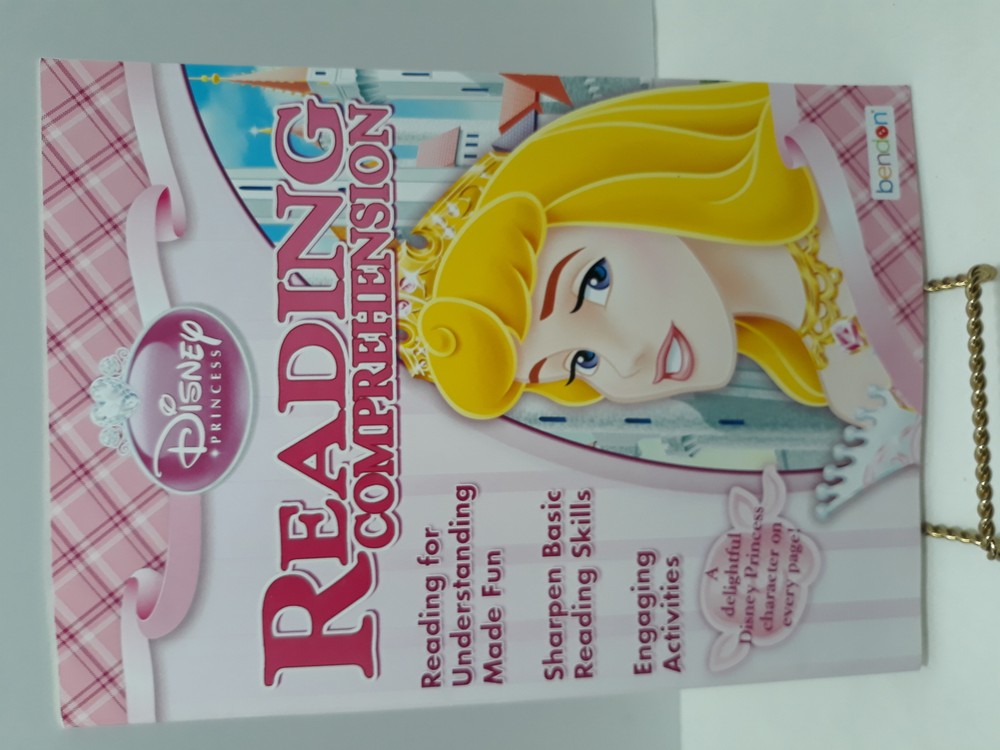 DISNEY
PRINCESS
READING
COMPREHENSION
Reading for
Understanding
Made Fun
Sharpen Basic
Reading Skills
Engaging
Activities
A
delightful
Disney Princess
character on
every page!
bendon